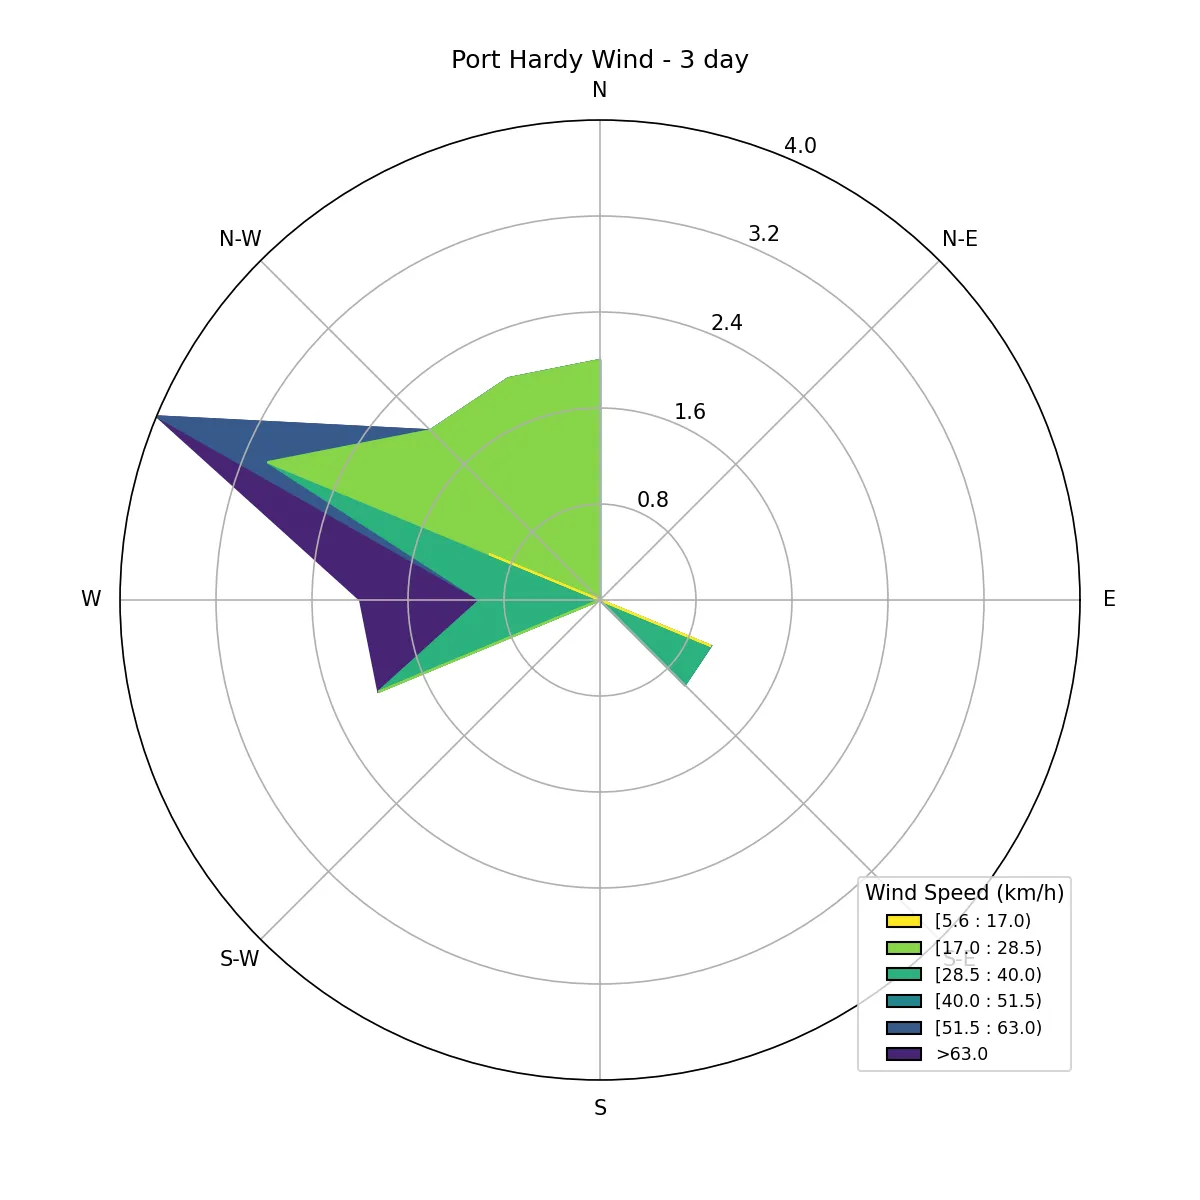 Port Hardy Wind - 3 day
N
4.0
N-W
3.2
N-E
2.4
1.6
0.8
W
E
S-W
S-E
Wind Speed (km/h)
[5.6 : 17.0)
[17.0 : 28.5)
[28.5 : 40.0)
[40.0 : 51.5)
[51.5 : 63.0)
>63.0
S